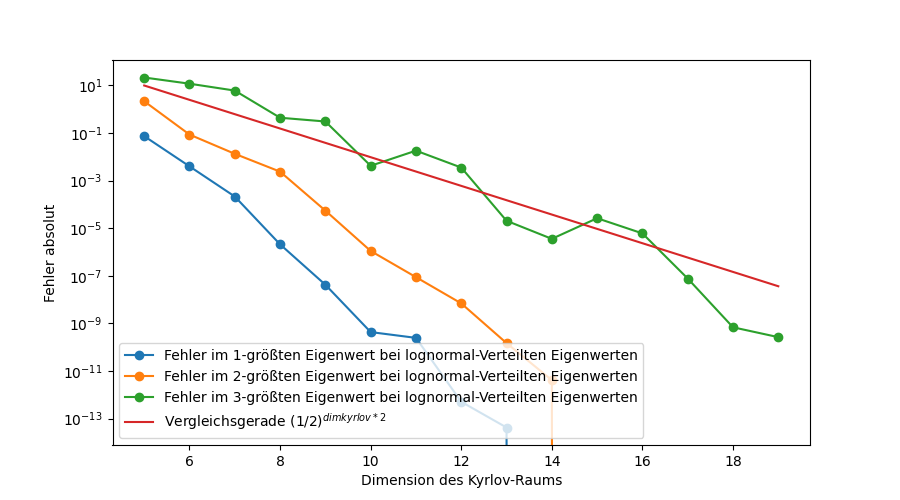 10^1
10^-1
10^-3
10^-5
10^-7
10^-9
10^-11
10^-13
Fehler absolut
Fehler im 1-größten Eigenwert bei lognormal-Verteilten Eigenwerten
Fehler im 2-größten Eigenwert bei lognormal-Verteilten Eigenwerten
Fehler im 3-größten Eigenwert bei lognormal-Verteilten Eigenwerten
Vergleichsgerade (1/2)^dimkyrlov*2
6 8 10 12 14 16 18
Dimension des Kyrlov-Raums